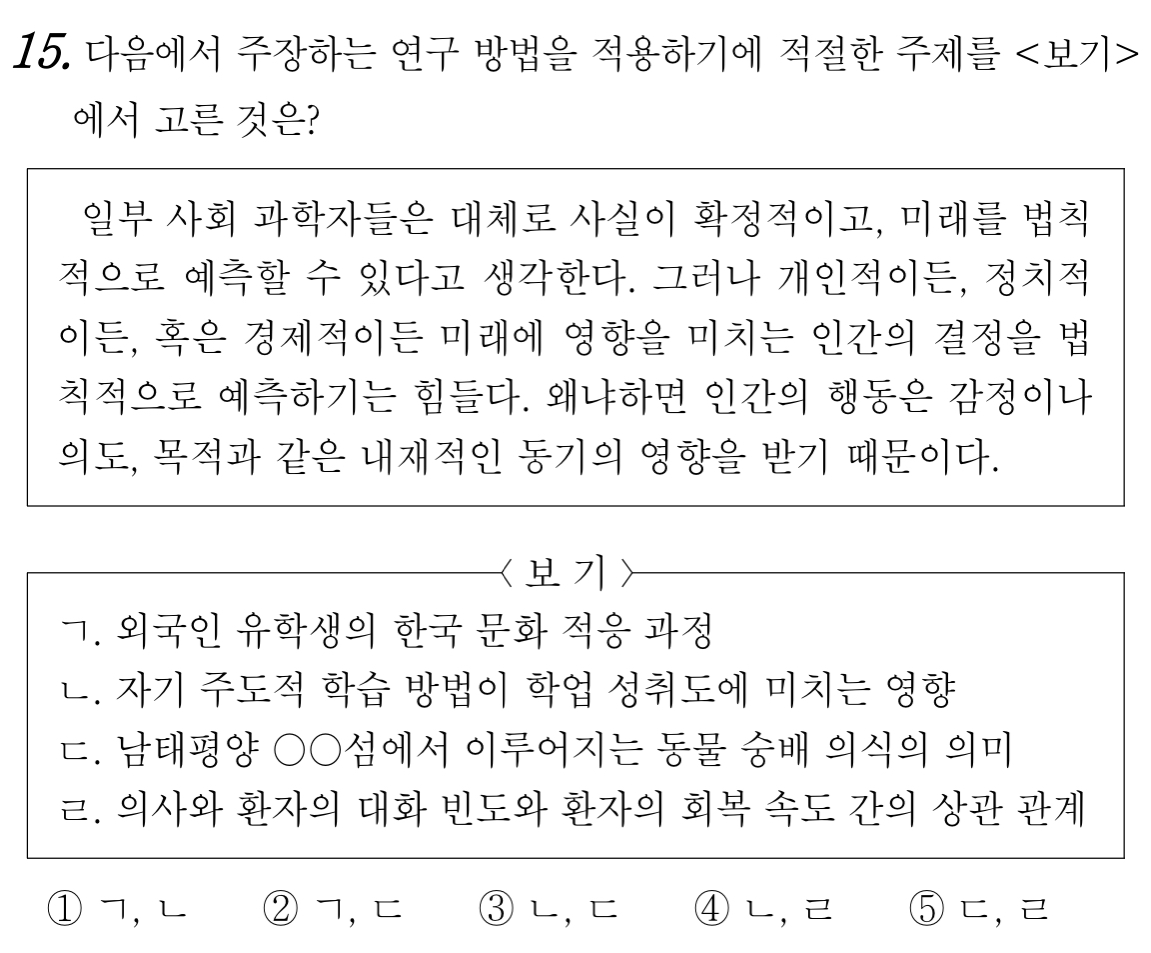 15. 다음에서 주장하는 연구 방법을 적용하기에 적절한 주제를 <보기>
에서 고른 것은?
일부 사회 과학자들은 대체로 사실이 확정적이고, 미래를 법칙
적으로 예측할 수 있다고 생각한다. 그러나 개인적이든, 정치적
이든, 혹은 경제적이든 미래에 영향을 미치는 인간의 결정을 법
칙적으로 예측하기는 힘들다. 왜냐하면 인간의 행동은 감정이나
의도, 목적과 같은 내재적인 동기의 영향을 받기 때문이다.
〈보 기〉
ㄱ. 외국인 유학생의 한국 문화 적응 과정
ㄴ. 자기 주도적 학습 방법이 학업 성취도에 미치는 영향
ㄷ. 남태평양 ○○섬에서 이루어지는 동물 숭배 의식의 의미
ㄹ. 의사와 환자의 대화 빈도와 환자의 회복 속도 간의 상관 관계
① ㄱ, ㄴ ② ㄱ, ㄷ ③ ㄴ, ㄷ ④ ㄴ, ㄹ ⑤ ㄷ, ㄹ